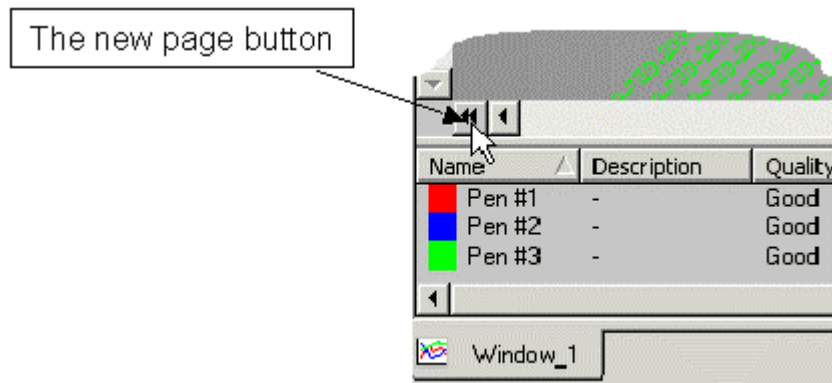 The new page button
Name Description Quality
Pen #1 - Good
Pen #2 - Good
Pen #3 - Good
Window_1